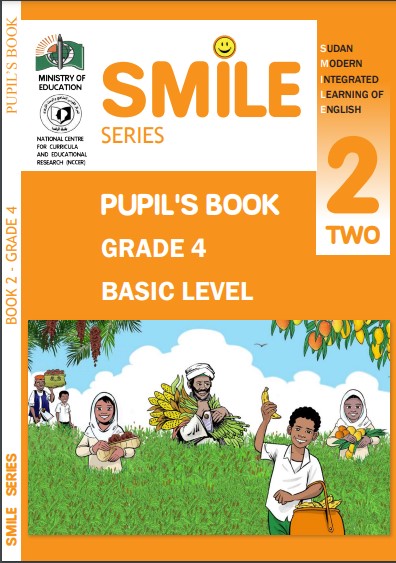 PUPIL'S BOOK
BOOK 2 - GRADE 4
SMILE SERIES
MINISTRY OF
EDUCATION
NATIONAL CENTRE
FOR CURRICULA
AND EDUCATIONAL
RESEARCH (NCCER)
SMILE
SERIES
SUDAN
MODERN
INTEGRATED
LEARNING OF
ENGLISH
2
TWO
PUPIL'S BOOK
GRADE 4
BASIC LEVEL